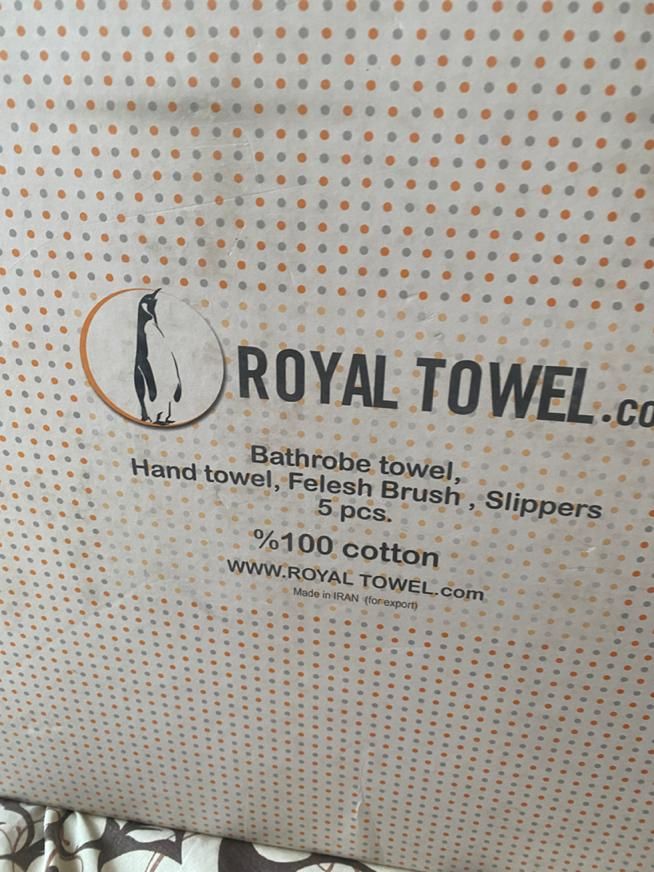 ROYAL TOWEL.co
Bathrobe towel,
Hand towel, Felesh Brush , Slippers
5 pcs.
%100 cotton
WWW.ROYAL TOWEL.com
Made in IRAN (for export)